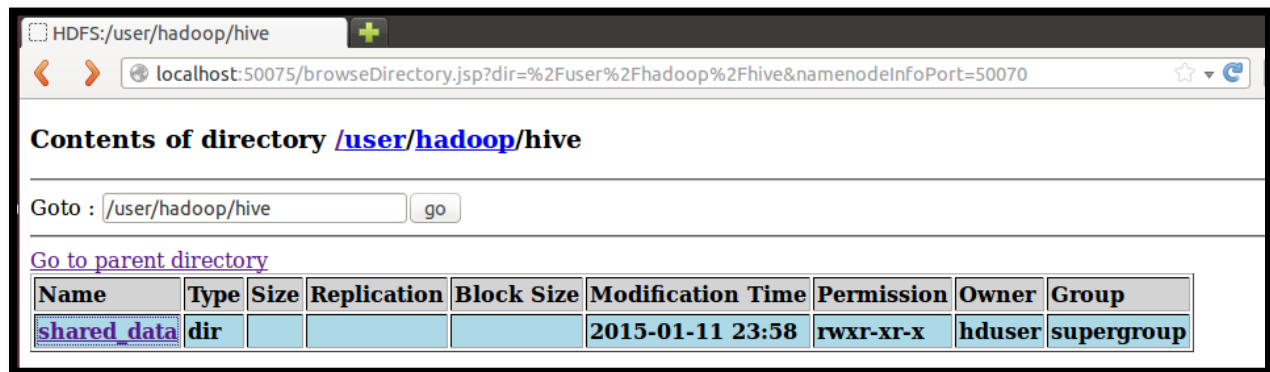 HDFS:/user/hadoop/hive
localhost:50075/browseDirectory.jsp?dir=%2Fuser%2Fhadoop%2Fhive&namenodeInfoPort=50070
Contents of directory /user/hadoop/hive
Goto : /user/hadoop/hive go
Go to parent directory
Name Type Size Replication Block Size Modification Time Permission Owner Group
shared_data dir 2015-01-11 23:58 rwxr-xr-x hduser supergroup